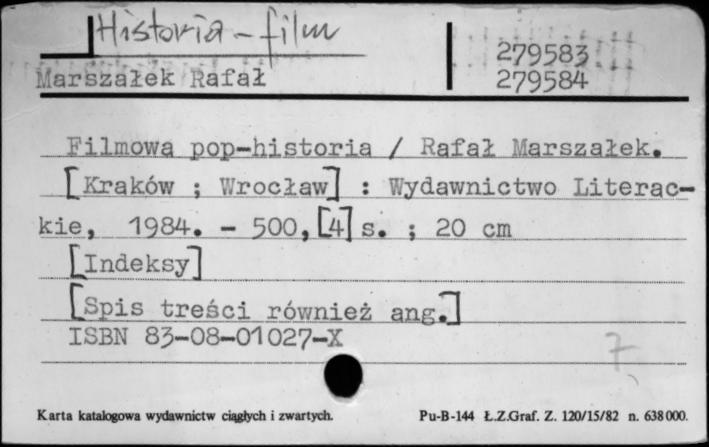 Historia – film
279583
279584
Marszałek Rafał
Filmowa pop-historia / Rafał Marszałek.
[Kraków ; Wrocław] : Wydawnictwo Literac-
kie, 1984. - 500, [4] s. ; 20 cm
[Indeksy]
[Spis treści również ang.]
ISBN 83-08-01027-X
7
Karta katalogowa wydawnictw ciągłych i zwartych. Pu-B-144 Ł.Z.Graf. Z. 120/15/82 n. 638 000.